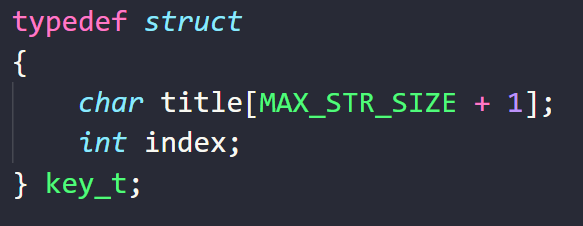 typedef struct
{
    char title[MAX_STR_SIZE + 1];
    int index;
} key_t;